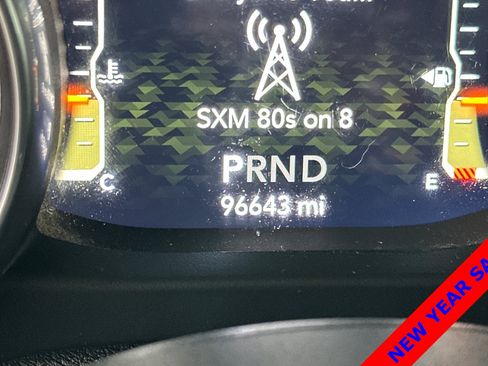 SXM 80s on 8
PRND
C
E
96643 mi
NEW YEAR SA